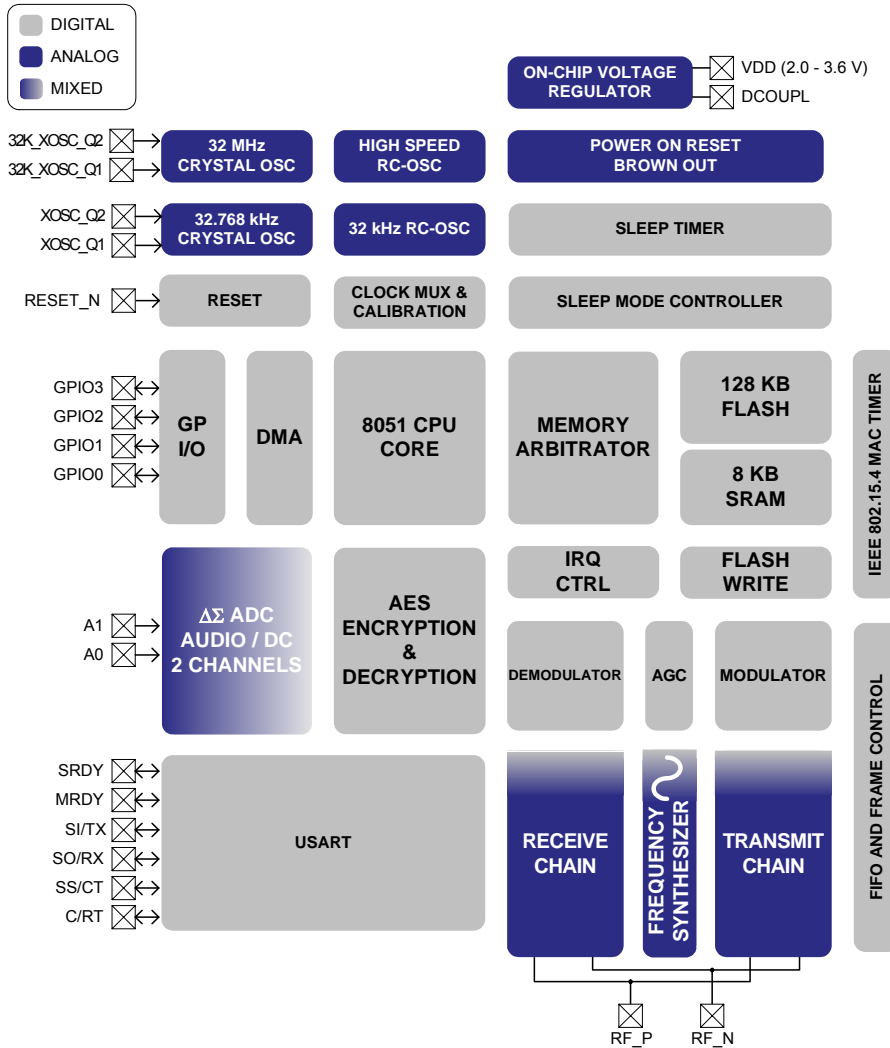 DIGITAL
ANALOG
MIXED
ON-CHIP VOLTAGE
REGULATOR
VDD (2.0 - 3.6 V)
DCOUPL
32K_XOSC_Q2
32K_XOSC_Q1
32 MHz
CRYSTAL OSC
HIGH SPEED
RC-OSC
POWER ON RESET
BROWN OUT
XOSC_Q2
XOSC_Q1
32.768 kHz
CRYSTAL OSC
32 kHz RC-OSC
SLEEP TIMER
RESET_N
RESET
CLOCK MUX &
CALIBRATION
SLEEP MODE CONTROLLER
GPIO3
GPIO2
GPIO1
GPIO0
GP
I/O
DMA
8051 CPU
CORE
MEMORY
ARBITRATOR
128 KB
FLASH
8 KB
SRAM
IEEE 802.15.4 MAC TIMER
IRQ
CTRL
FLASH
WRITE
A1
A0
ΔΣ ADC
AUDIO / DC
2 CHANNELS
AES
ENCRYPTION
&
DECRYPTION
DEMODULATOR
AGC
MODULATOR
FIFO AND FRAME CONTROL
SRDY
MRDY
SI/TX
SO/RX
SS/CT
C/RT
USART
RECEIVE
CHAIN
FREQUENCY
SYNTHESIZER
TRANSMIT
CHAIN
RF_P
RF_N